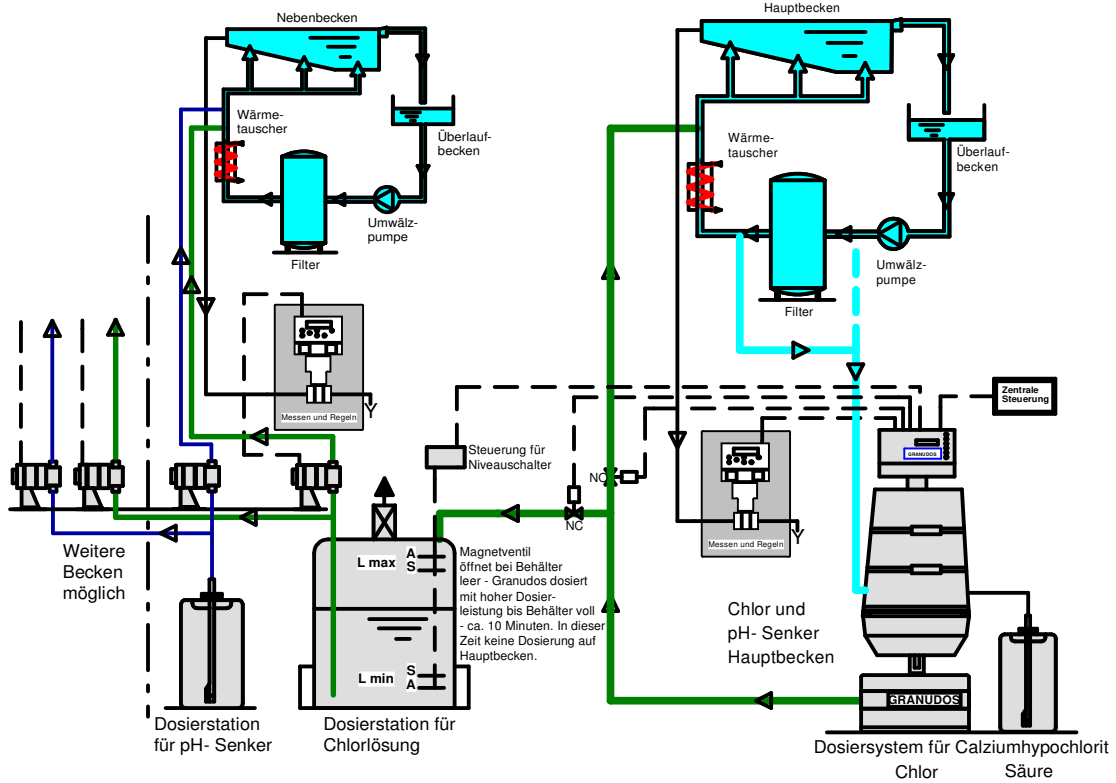 Nebenbecken
Hauptbecken
Wärme-
tauscher
Überlauf-
becken
Umwälz-
pumpe
Filter
Wärme-
tauscher
Überlauf-
becken
Umwälz-
pumpe
Filter
Messen und Regeln
Zentrale
Steuerung
Steuerung für
Niveauschalter
NO
NC
GRANUDOS
Messen und Regeln
Weitere
Becken
möglich
L max
A
S
L min
S
A
Magnetventil
öffnet bei Behälter
leer - Granudos dosiert
mit hoher Dosier-
leistung bis Behälter voll
- ca. 10 Minuten. In dieser
Zeit keine Dosierung auf
Hauptbecken.
Chlor und
pH- Senker
Hauptbecken
GRANUDOS
Dosierstation
für pH- Senker
Dosierstation für
Chlorlösung
Dosiersystem für Calziumhypochlorit
Chlor
Säure